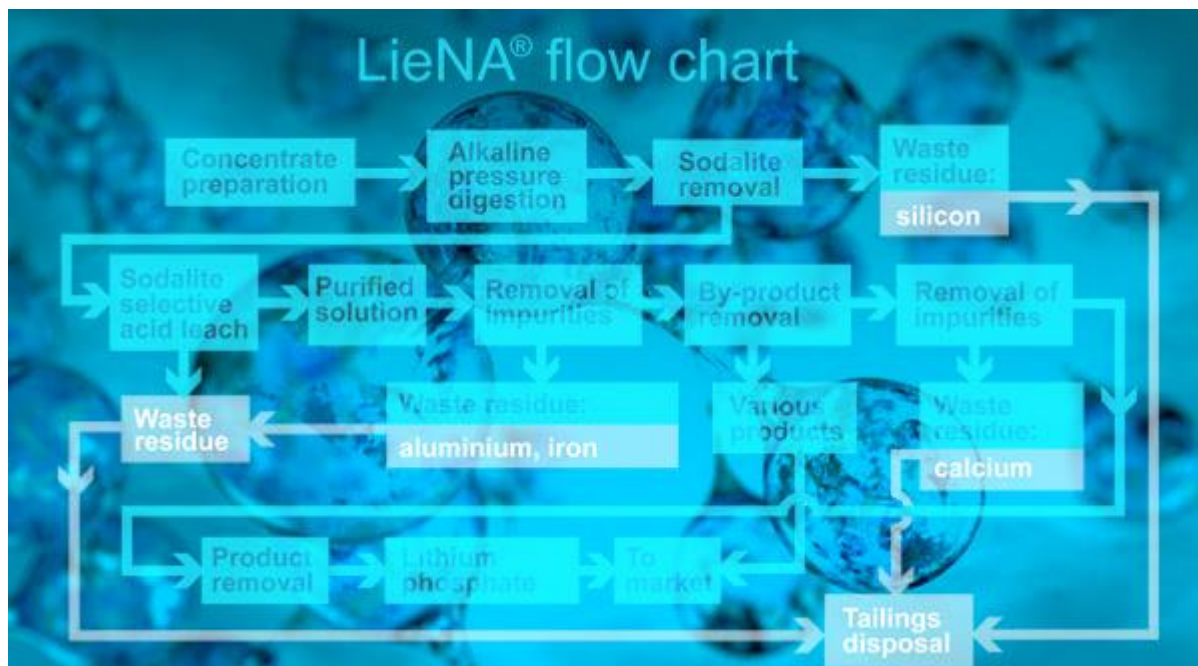 LieNA® flow chart
Concentrate
preparation
Alkaline
pressure
digestion
Sodalite
removal
Waste
residue:
silicon
Sodalite
selective
acid leach
Purified
solution
Removal of
impurities
By-product
removal
Removal of
impurities
Waste
residue
Waste residue:
aluminium, iron
Various
products
Waste
residue:
calcium
Product
removal
Lithium
phosphate
To
market
Tailings
disposal